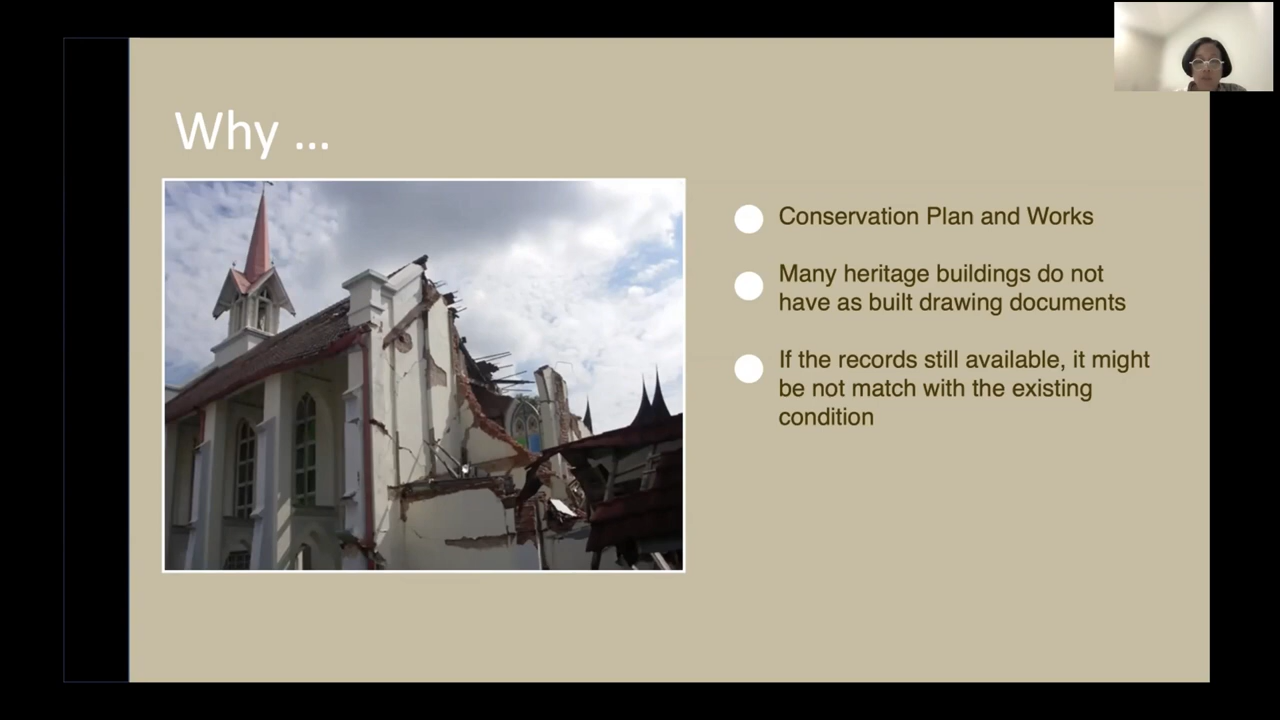 Why ...
Conservation Plan and Works
Many heritage buildings do not
have as built drawing documents
If the records still available, it might
be not match with the existing
condition